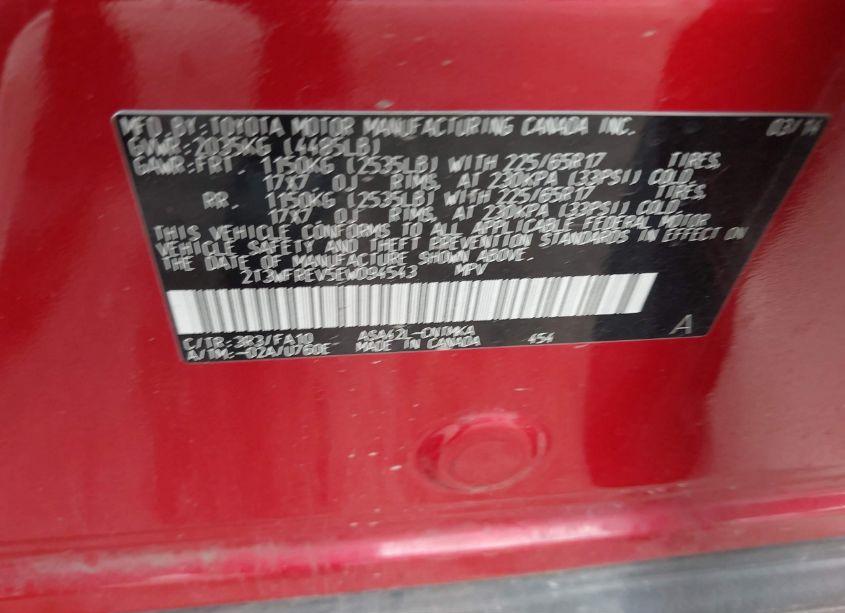 MFD.BY:TOYOTA MOTOR MANUFACTURING CANADA INC. 03/14
GVWR:2035KG (4485LB)
GAWR:FRT. 1150KG (2535LB) WITH 225/65R17 TIRES,
17X7.0J RIMS, AT 230KPA (33PSI) COLD
RR. 1150KG (2535LB) WITH 225/65R17 TIRES,
17X7.0J RIMS, AT 230KPA (33PSI) COLD
THIS VEHICLE CONFORMS TO ALL APPLICABLE FEDERAL MOTOR
VEHICLE SAFETY AND THEFT PREVENTION STANDARDS IN EFFECT ON
THE DATE OF MANUFACTURE SHOWN ABOVE.
2T3WFREV5EW094543 MPV
C/TR:3R3/FA10 ASA42L-CNTMKA 454 A
A/TM:-02A/U760E MADE IN CANADA